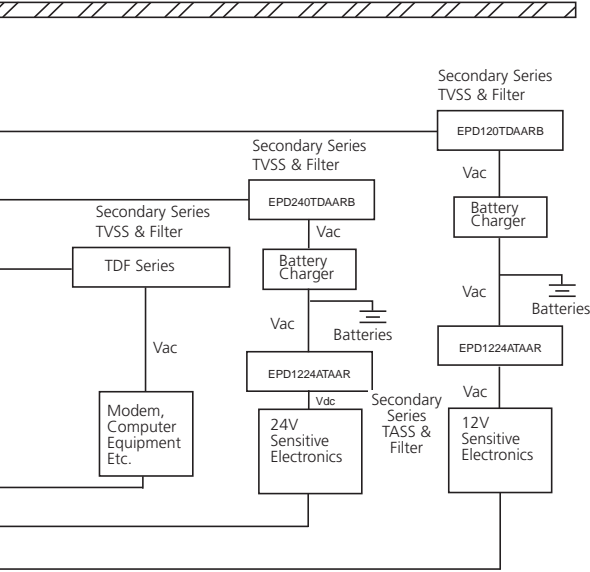 Secondary Series
TVSS & Filter
EPD120TDAARB
Vac
Battery
Charger
Vac
Batteries
EPD1224ATAAR
Vac
12V
Sensitive
Electronics
Secondary Series
TVSS & Filter
EPD240TDAARB
Vac
Battery
Charger
Vac
Batteries
EPD1224ATAAR
Vdc
Secondary
Series
TASS &
Filter
24V
Sensitive
Electronics
Secondary Series
TVSS & Filter
TDF Series
Vac
Modem,
Computer
Equipment
Etc.